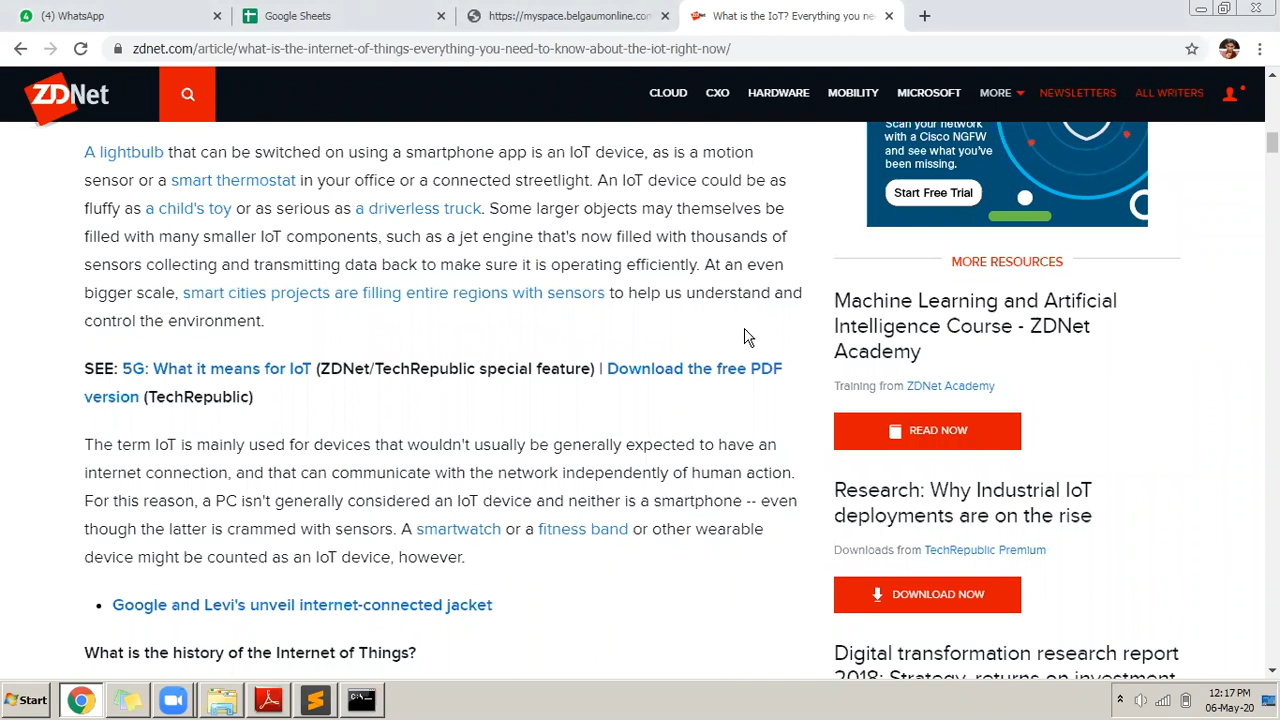 (4) WhatsApp
Google Sheets
https://myspace.belgaumonline.com
What is the IoT? Everything you ne
zdnet.com/article/what-is-the-internet-of-things-everything-you-need-to-know-about-the-iot-right-now/
ZDNet
CLOUD CXO HARDWARE MOBILITY MICROSOFT MORE NEWSLETTERS ALL WRITERS
A lightbulb that can be switched on using a smartphone app is an IoT device, as is a motion
sensor or a smart thermostat in your office or a connected streetlight. An IoT device could be as
fluffy as a child's toy or as serious as a driverless truck. Some larger objects may themselves be
filled with many smaller IoT components, such as a jet engine that's now filled with thousands of
sensors collecting and transmitting data back to make sure it is operating efficiently. At an even
bigger scale, smart cities projects are filling entire regions with sensors to help us understand and
control the environment.
SEE: 5G: What it means for IoT (ZDNet/TechRepublic special feature) | Download the free PDF
version (TechRepublic)
The term IoT is mainly used for devices that wouldn't usually be generally expected to have an
internet connection, and that can communicate with the network independently of human action.
For this reason, a PC isn't generally considered an IoT device and neither is a smartphone -- even
though the latter is crammed with sensors. A smartwatch or a fitness band or other wearable
device might be counted as an IoT device, however.
• Google and Levi's unveil internet-connected jacket
What is the history of the Internet of Things?
Scan your network
with a Cisco NGFW
and see what you've
been missing.
Start Free Trial
MORE RESOURCES
Machine Learning and Artificial
Intelligence Course - ZDNet
Academy
Training from ZDNet Academy
READ NOW
Research: Why Industrial IoT
deployments are on the rise
Downloads from TechRepublic Premium
DOWNLOAD NOW
Digital transformation research report
2018: Strategy, returns on investment
Start
12:17 PM
06-May-20